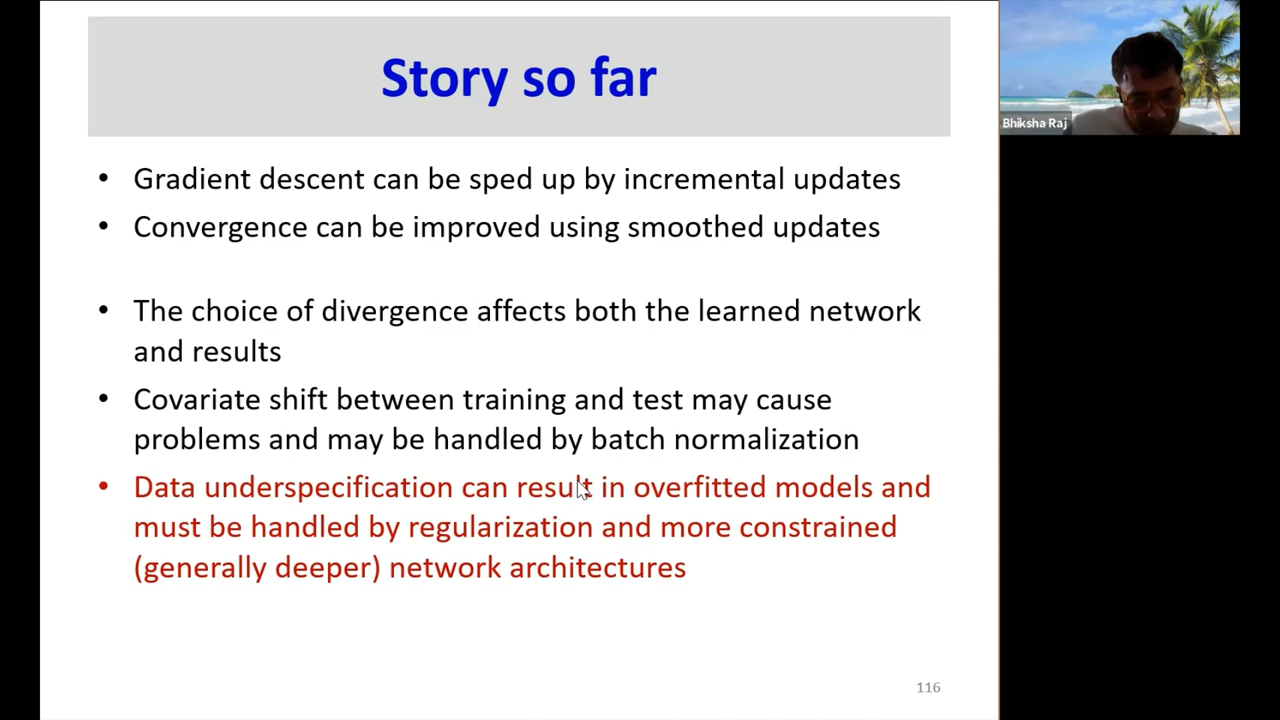 Story so far
Bhiksha Raj
• Gradient descent can be sped up by incremental updates
• Convergence can be improved using smoothed updates
• The choice of divergence affects both the learned network
and results
• Covariate shift between training and test may cause
problems and may be handled by batch normalization
• Data underspecification can result in overfitted models and
must be handled by regularization and more constrained
(generally deeper) network architectures
116